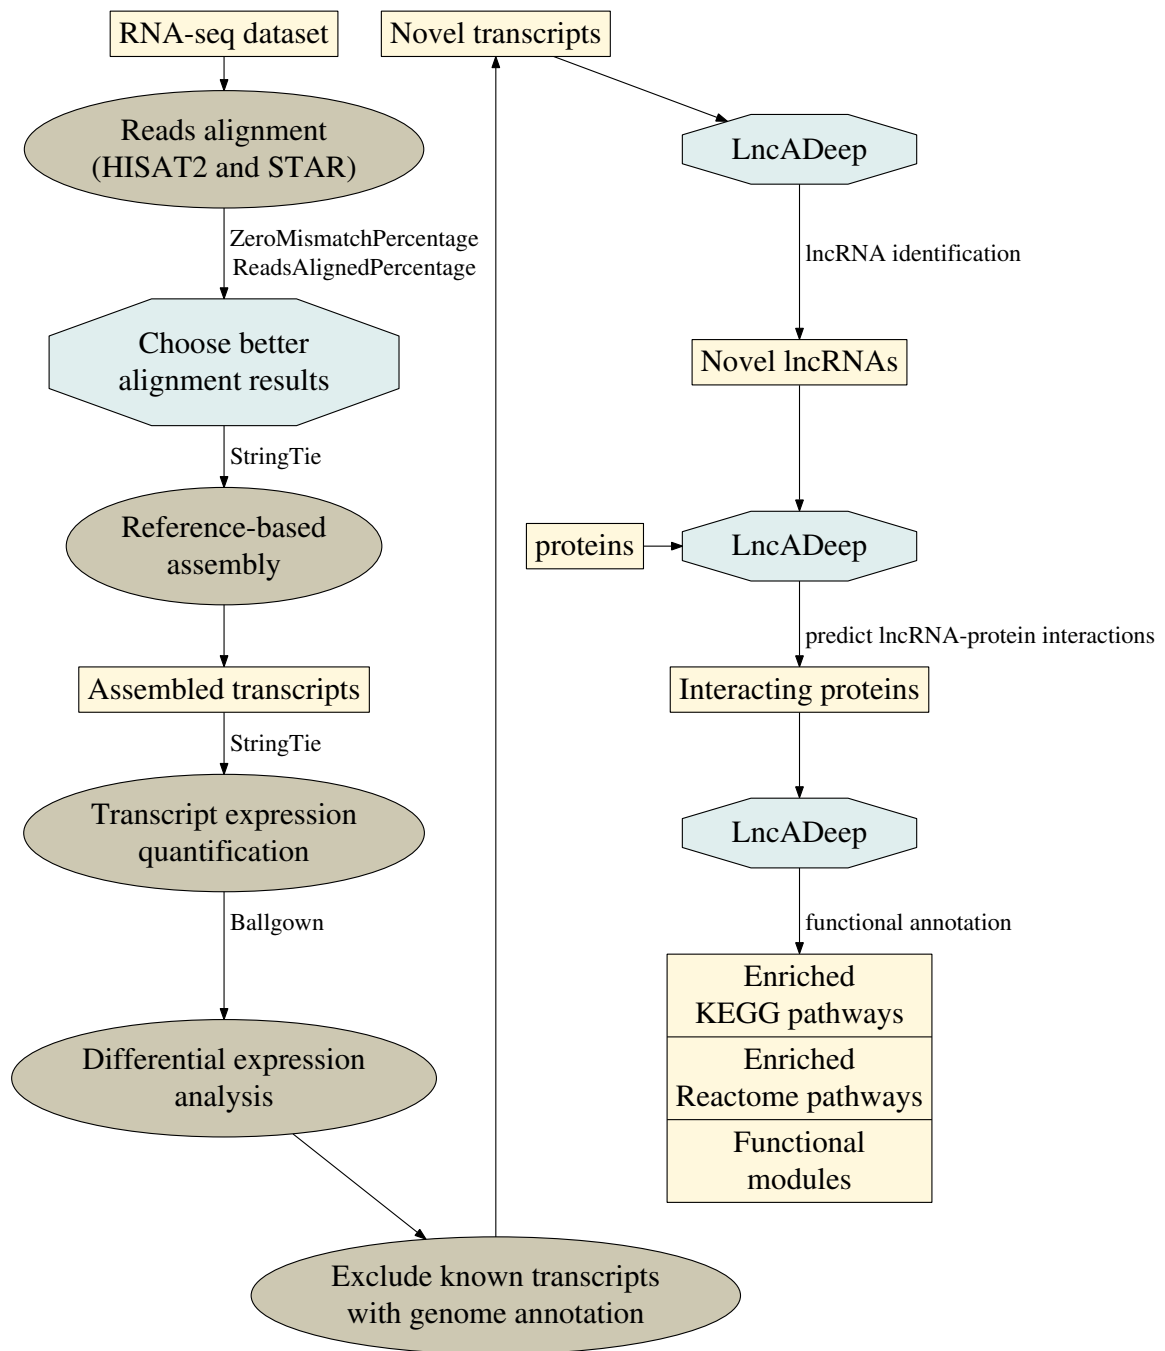 RNA-seq dataset
Reads alignment
(HISAT2 and STAR)
ZeroMismatchPercentage
ReadsAlignedPercentage
Choose better
alignment results
StringTie
Reference-based
assembly
Assembled transcripts
StringTie
Transcript expression
quantification
Ballgown
Differential expression
analysis
Exclude known transcripts
with genome annotation
Novel transcripts
LncADeep
lncRNA identification
Novel lncRNAs
proteins
LncADeep
predict lncRNA-protein interactions
Interacting proteins
LncADeep
functional annotation
Enriched
KEGG pathways
Enriched
Reactome pathways
Functional
modules